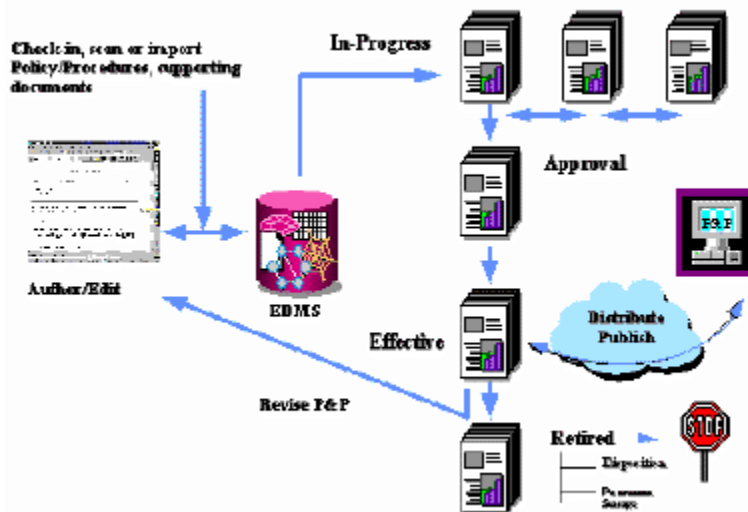 Check-in, scan or import
Policy/Procedures, supporting
documents
In-Progress
Approval
P&P
Author/Edit
EDMS
Effective
Distribute
Publish
Revise P&P
Retired
STOP
Disposition
Storage